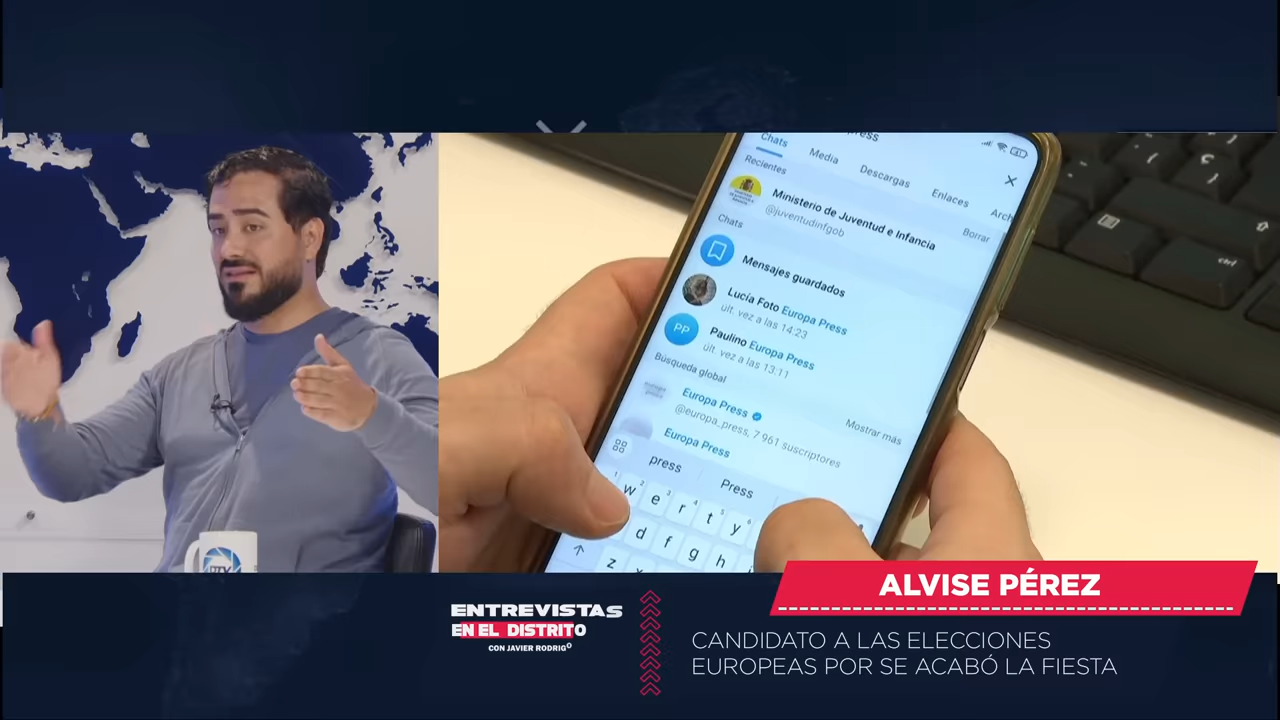 press
Chats
Media
Descargas
Enlaces
Recientes
Ministerio de Juventud e Infancia
@juventudinfgob
Borrar
Chats
Mensajes guardados
Lucía Foto Europa Press
últ. vez a las 14:23
PP
Paulino Europa Press
últ. vez a las 13:11
Búsqueda global
Europa Press
@europa_press, 7 961 suscriptores
Mostrar más
Europa Press
press
Press
w e r t y
d f g h
z
ctrl
ENTREVISTAS
EN EL DISTRITO
CON JAVIER RODRIGO
ALVISE PÉREZ
CANDIDATO A LAS ELECCIONES
EUROPEAS POR SE ACABÓ LA FIESTA